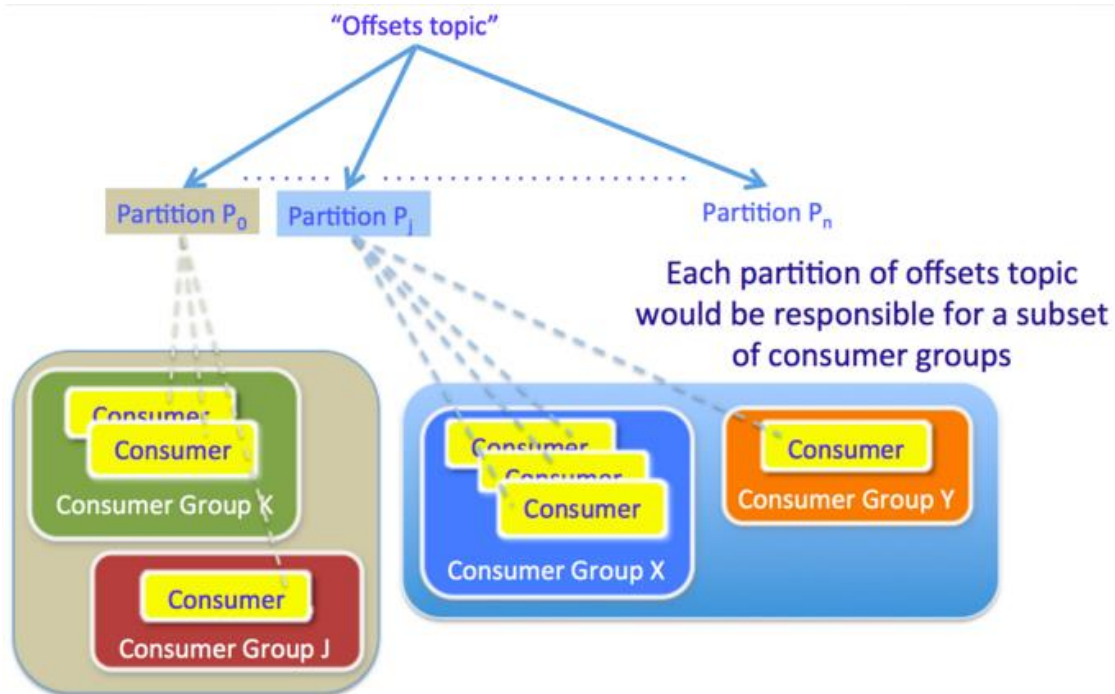 “Offsets topic”
Partition P₀
Partition Pⱼ
Partition Pₙ
Each partition of offsets topic
would be responsible for a subset
of consumer groups
Consumer
Consumer
Consumer Group K
Consumer
Consumer Group J
Consumer
Consumer
Consumer
Consumer Group X
Consumer
Consumer Group Y